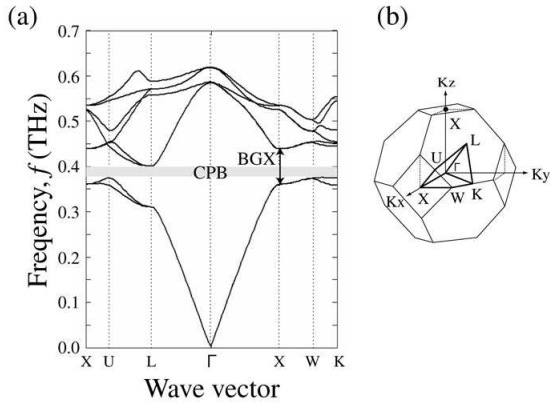 (a)
(b)
Freqency, f (THz)
0.7
0.6
0.5
0.4
0.3
0.2
0.1
0.0
CPB
BGX
X U L Γ X W K
Wave vector
Kz
X
L
U
Γ
Ky
Kx
X
W
K